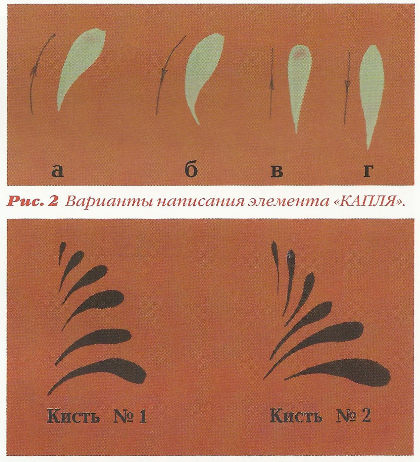 а б в г
Рис. 2 Варианты написания элемента «КАПЛЯ».
Кисть № 1 Кисть № 2